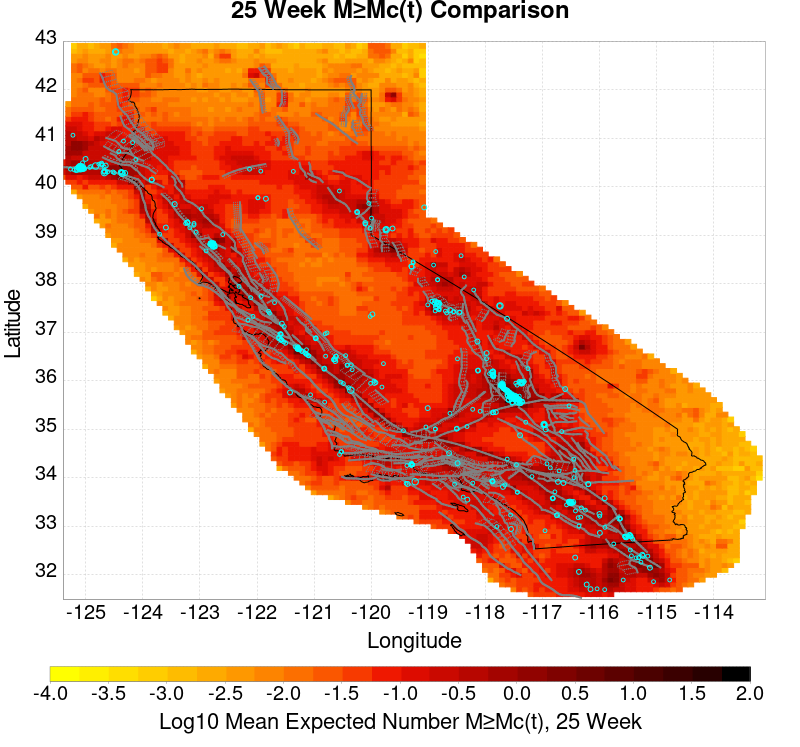 25 Week M≥Mc(t) Comparison
43
42
41
40
39
38
37
36
35
34
33
32
Latitude
-125 -124 -123 -122 -121 -120 -119 -118 -117 -116 -115 -114
Longitude
-4.0 -3.5 -3.0 -2.5 -2.0 -1.5 -1.0 -0.5 0.0 0.5 1.0 1.5 2.0
Log10 Mean Expected Number M≥Mc(t), 25 Week